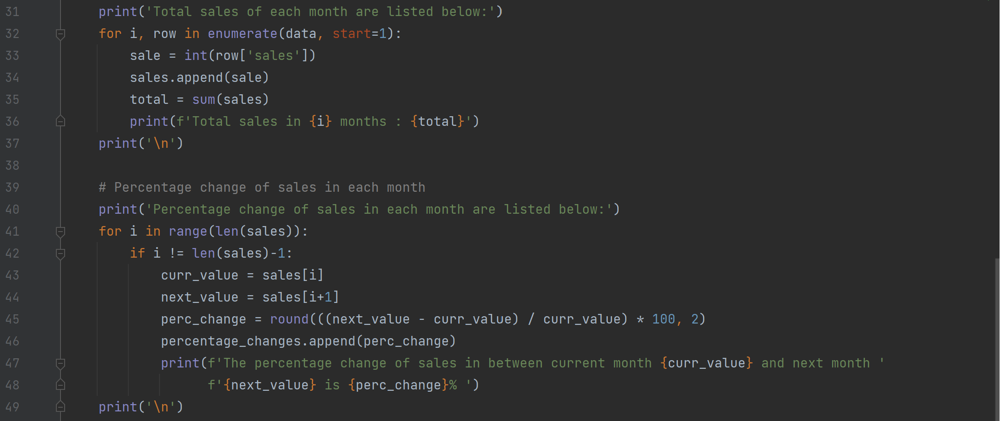 31 print('Total sales of each month are listed below:')
32 for i, row in enumerate(data, start=1):
33 sale = int(row['sales'])
34 sales.append(sale)
35 total = sum(sales)
36 print(f'Total sales in {i} months : {total}')
37 print('\n')
38
39 # Percentage change of sales in each month
40 print('Percentage change of sales in each month are listed below:')
41 for i in range(len(sales)):
42 if i != len(sales)-1:
43 curr_value = sales[i]
44 next_value = sales[i+1]
45 perc_change = round(((next_value - curr_value) / curr_value) * 100, 2)
46 percentage_changes.append(perc_change)
47 print(f'The percentage change of sales in between current month {curr_value} and next month '
48 f'{next_value} is {perc_change}% ')
49 print('\n')